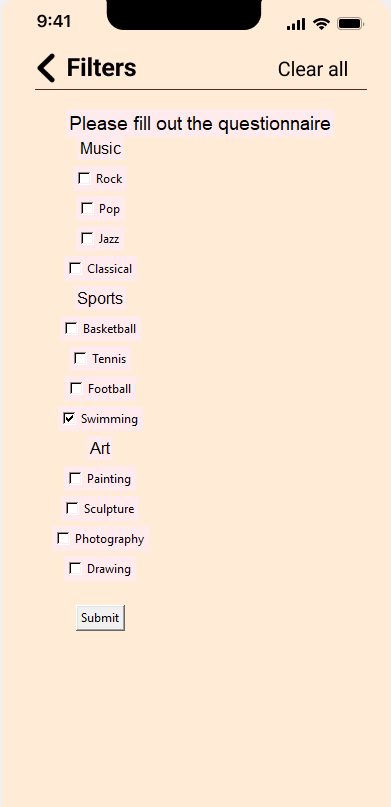 9:41
Filters Clear all
Please fill out the questionnaire
Music
Rock
Pop
Jazz
Classical
Sports
Basketball
Tennis
Football
Swimming
Art
Painting
Sculpture
Photography
Drawing
Submit